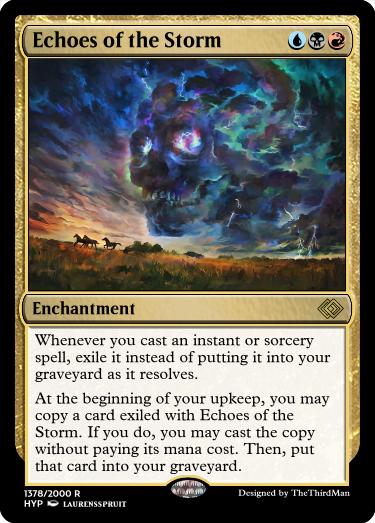 Echoes of the Storm
Enchantment
Whenever you cast an instant or sorcery
spell, exile it instead of putting it into your
graveyard as it resolves.
At the beginning of your upkeep, you may
copy a card exiled with Echoes of the
Storm. If you do, you may cast the copy
without paying its mana cost. Then, put
that card into your graveyard.
1378/2000 R
HYP LAURENSSPRUIT
Designed by TheThirdMan